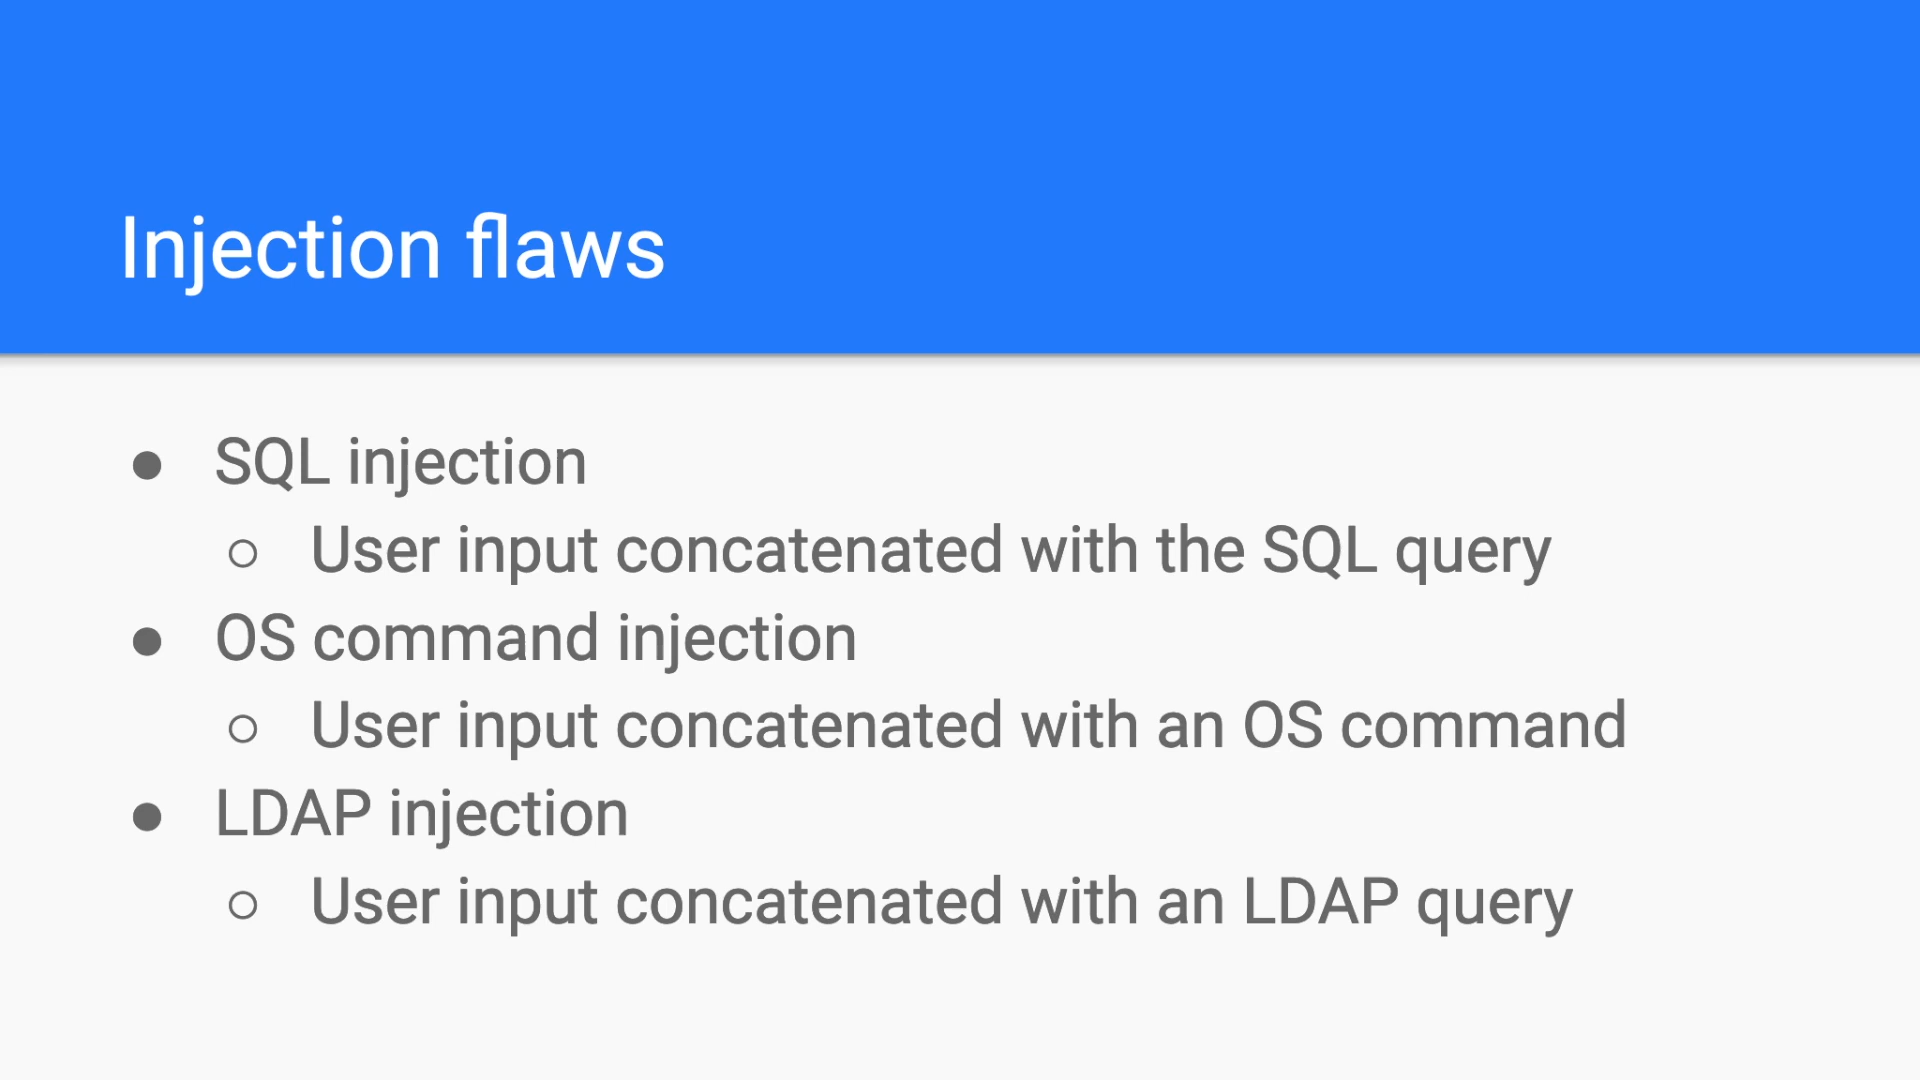 Injection flaws
● SQL injection
○ User input concatenated with the SQL query
● OS command injection
○ User input concatenated with an OS command
● LDAP injection
○ User input concatenated with an LDAP query